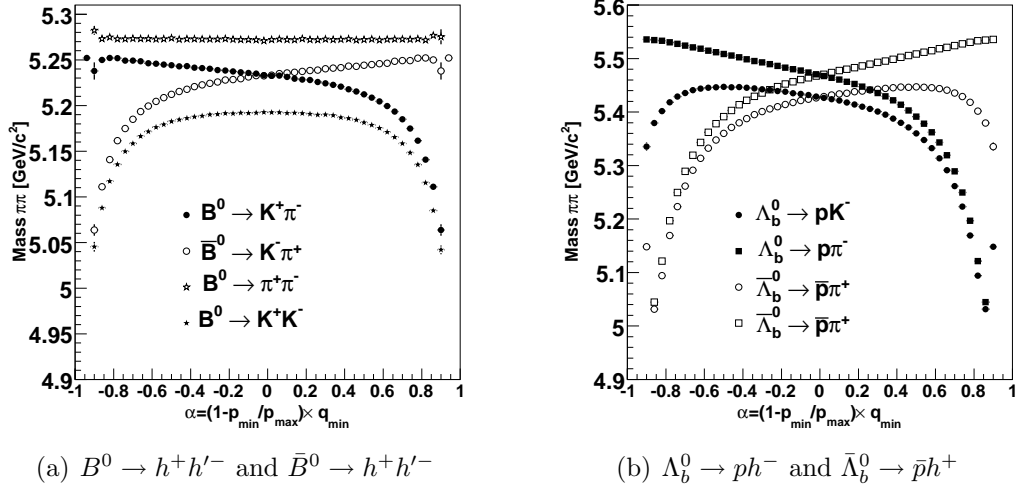 Mass ππ [GeV/c²]
5.3
5.25
5.2
5.15
5.1
5.05
5
4.95
4.9
B⁰ → K⁺π⁻
B̅⁰ → K⁻π⁺
B⁰ → π⁺π⁻
B⁰ → K⁺K⁻
-1 -0.8 -0.6 -0.4 -0.2 0 0.2 0.4 0.6 0.8 1
α=(1-p_min/p_max)× q_min
(a) B⁰ → h⁺h′⁻ and B̄⁰ → h⁺h′⁻
Mass ππ [GeV/c²]
5.6
5.5
5.4
5.3
5.2
5.1
5
4.9
Λ_b⁰ → pK⁻
Λ_b⁰ → pπ⁻
Λ̅_b⁰ → p̅π⁺
Λ̅_b⁰ → p̅π⁺
-1 -0.8 -0.6 -0.4 -0.2 0 0.2 0.4 0.6 0.8 1
α=(1-p_min/p_max)× q_min
(b) Λ_b⁰ → ph⁻ and Λ̄_b⁰ → p̄h⁺